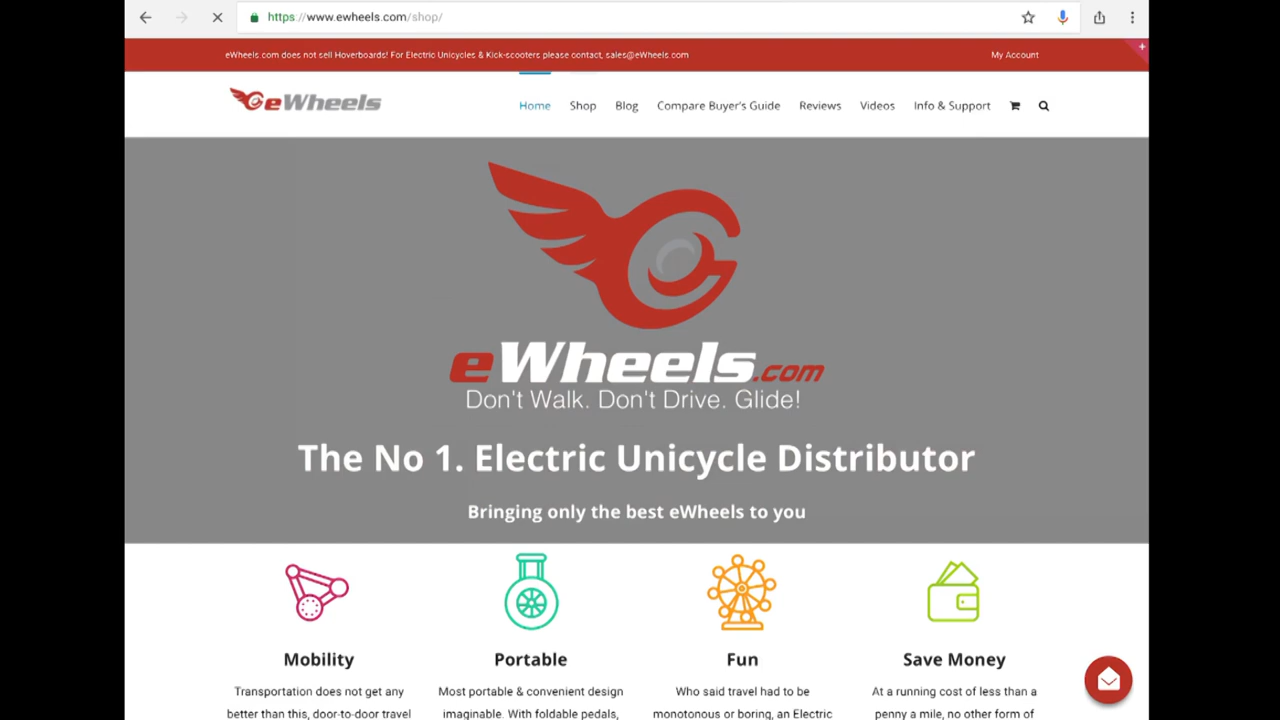 https://www.ewheels.com/shop/
eWheels.com does not sell Hoverboards! For Electric Unicycles & Kick-scooters please contact, sales@eWheels.com
My Account
+
eWheels
Home Shop Blog Compare Buyer's Guide Reviews Videos Info & Support
eWheels.com
Don't Walk. Don't Drive. Glide!
The No 1. Electric Unicycle Distributor
Bringing only the best eWheels to you
Mobility
Transportation does not get any
better than this, door-to-door travel
Portable
Most portable & convenient design
imaginable. With foldable pedals,
Fun
Who said travel had to be
monotonous or boring, an Electric
Save Money
At a running cost of less than a
penny a mile, no other form of